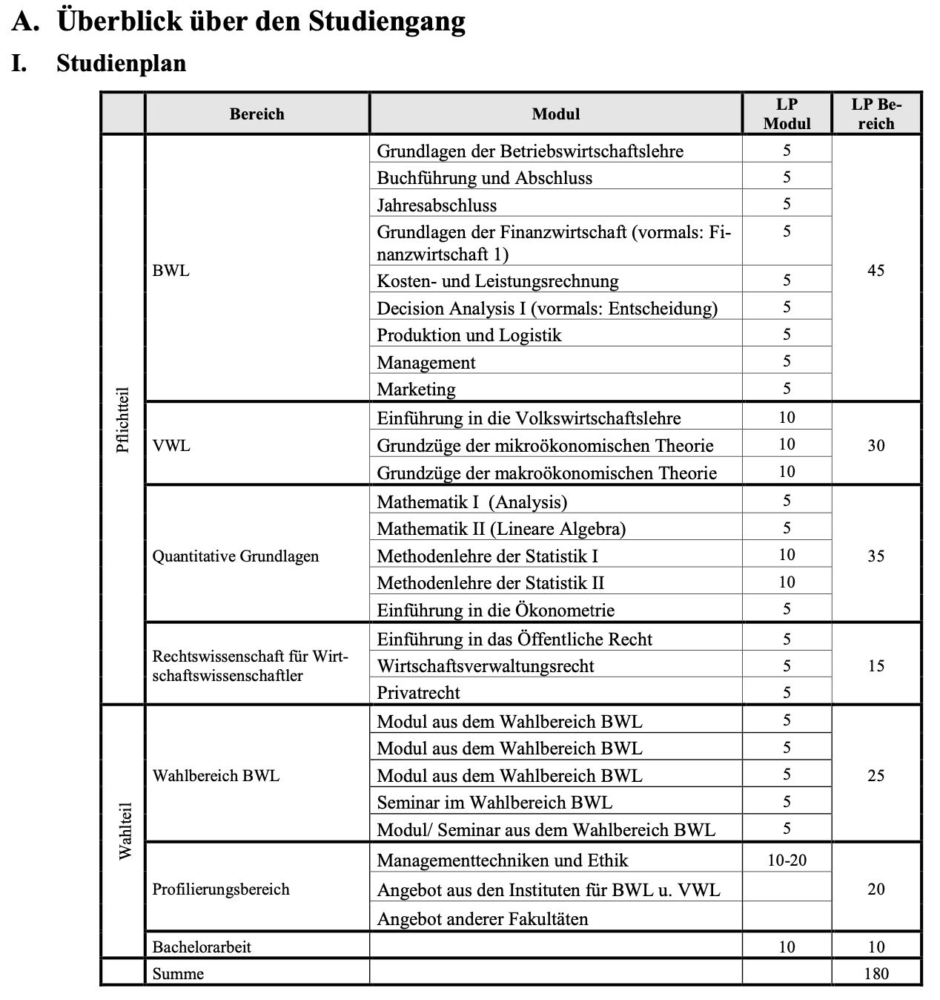 A. Überblick über den Studiengang
I. Studienplan
Bereich Modul LP Modul LP Be-
reich
Pflichtteil
BWL
Grundlagen der Betriebswirtschaftslehre 5
Buchführung und Abschluss 5
Jahresabschluss 5
Grundlagen der Finanzwirtschaft (vormals: Fi- 5
nanzwirtschaft 1)
Kosten- und Leistungsrechnung 5
Decision Analysis I (vormals: Entscheidung) 5
Produktion und Logistik 5
Management 5
Marketing 5
45
VWL
Einführung in die Volkswirtschaftslehre 10
Grundzüge der mikroökonomischen Theorie 10
Grundzüge der makroökonomischen Theorie 10
30
Quantitative Grundlagen
Mathematik I (Analysis) 5
Mathematik II (Lineare Algebra) 5
Methodenlehre der Statistik I 10
Methodenlehre der Statistik II 10
Einführung in die Ökonometrie 5
35
Rechtswissenschaft für Wirt-
schaftswissenschaftler
Einführung in das Öffentliche Recht 5
Wirtschaftsverwaltungsrecht 5
Privatrecht 5
15
Wahlteil
Wahlbereich BWL
Modul aus dem Wahlbereich BWL 5
Modul aus dem Wahlbereich BWL 5
Modul aus dem Wahlbereich BWL 5
Seminar im Wahlbereich BWL 5
Modul/ Seminar aus dem Wahlbereich BWL 5
25
Profilierungsbereich
Managementtechniken und Ethik 10-20
Angebot aus den Instituten für BWL u. VWL
Angebot anderer Fakultäten
20
Bachelorarbeit 10 10
Summe 180